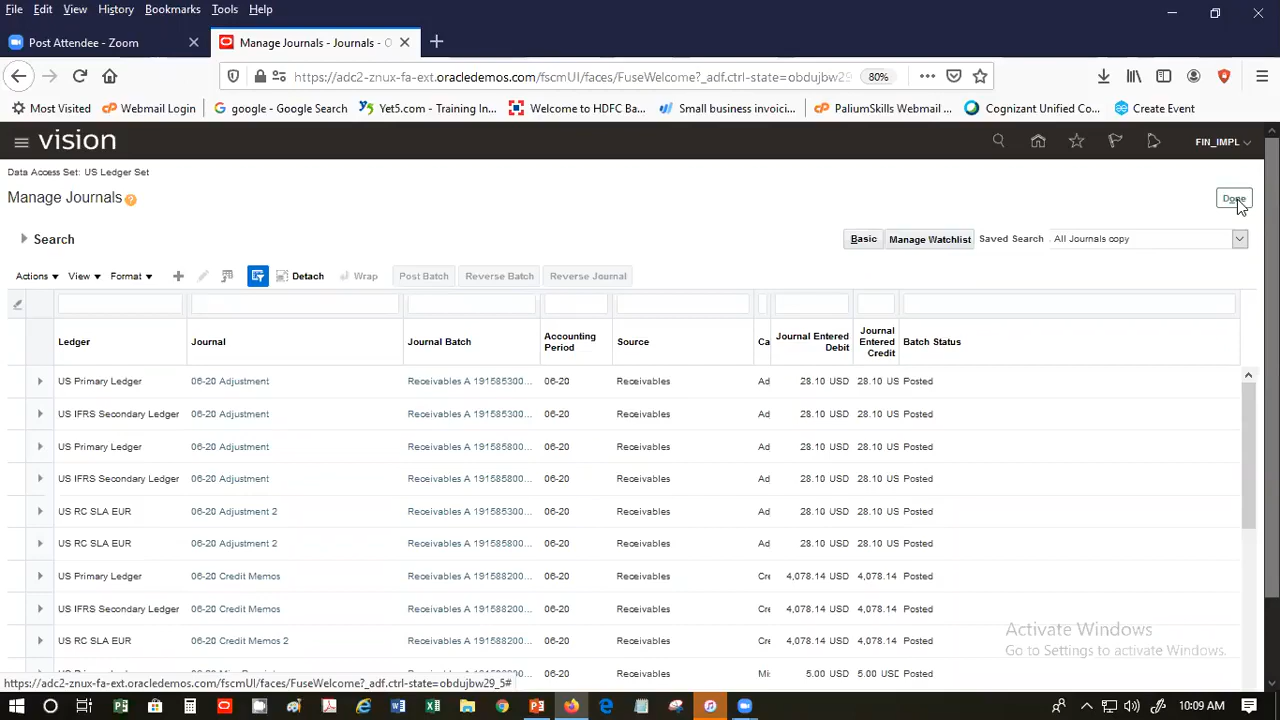 File Edit View History Bookmarks Tools Help
Post Attendee - Zoom
Manage Journals - Journals - O
https://adc2-znux-fa-ext.oracledemos.com/fscmUI/faces/FuseWelcome?_adf.ctrl-state=obdujbw29 80%
Most Visited Webmail Login google - Google Search Yet5.com - Training In... Welcome to HDFC Ba... Small business invoici... PaliumSkills Webmail ... Cognizant Unified Co... Create Event
vision FIN_IMPL
Data Access Set: US Ledger Set
Manage Journals
Done
Search Basic Manage Watchlist Saved Search All Journals copy
Actions View Format Detach Wrap Post Batch Reverse Batch Reverse Journal
Ledger Journal Journal Batch Accounting Period Source Ca Journal Entered Debit Journal Entered Credit Batch Status
US Primary Ledger 06-20 Adjustment Receivables A 191585300... 06-20 Receivables Ad 28.10 USD 28.10 US Posted
US IFRS Secondary Ledger 06-20 Adjustment Receivables A 191585300... 06-20 Receivables Ad 28.10 USD 28.10 US Posted
US Primary Ledger 06-20 Adjustment Receivables A 191585800... 06-20 Receivables Ad 28.10 USD 28.10 US Posted
US IFRS Secondary Ledger 06-20 Adjustment Receivables A 191585800... 06-20 Receivables Ad 28.10 USD 28.10 US Posted
US RC SLA EUR 06-20 Adjustment 2 Receivables A 191585300... 06-20 Receivables Ad 28.10 USD 28.10 US Posted
US RC SLA EUR 06-20 Adjustment 2 Receivables A 191585800... 06-20 Receivables Ad 28.10 USD 28.10 US Posted
US Primary Ledger 06-20 Credit Memos Receivables A 191588200... 06-20 Receivables Cre 4,078.14 USD 4,078.14 Posted
US IFRS Secondary Ledger 06-20 Credit Memos Receivables A 191588200... 06-20 Receivables Cre 4,078.14 USD 4,078.14 Posted
US RC SLA EUR 06-20 Credit Memos 2 Receivables A 191588200... 06-20 Receivables Cre 4,078.14 USD 4,078.14 Posted
06-20 Receivables Mi 5.00 USD 5.00 US Posted
Activate Windows
Go to Settings to activate Windows.
https://adc2-znux-fa-ext.oracledemos.com/fscmUI/faces/FuseWelcome?_adf.ctrl-state=obdujbw29_5#
10:09 AM